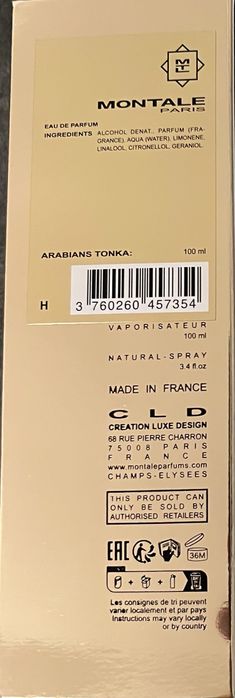 MONTALE
PARIS
EAU DE PARFUM
INGREDIENTS ALCOHOL DENAT., PARFUM (FRA-
GRANCE), AQUA (WATER), LIMONENE,
LINALOOL, CITRONELLOL, GERANIOL.
ARABIANS TONKA: 100 ml
H 3 760260 457354
VAPORISATEUR
100 ml
NATURAL-SPRAY
3.4 fl.oz
MADE IN FRANCE
CLD
CREATION LUXE DESIGN
68 RUE PIERRE CHARRON
75008 PARIS
FRANCE
www.montaleparfums.com
CHAMPS-ELYSEES
THIS PRODUCT CAN
ONLY BE SOLD BY
AUTHORISED RETAILERS
EAC 36M
Les consignes de tri peuvent
varier localement et par pays
Instructions may vary locally
or by country